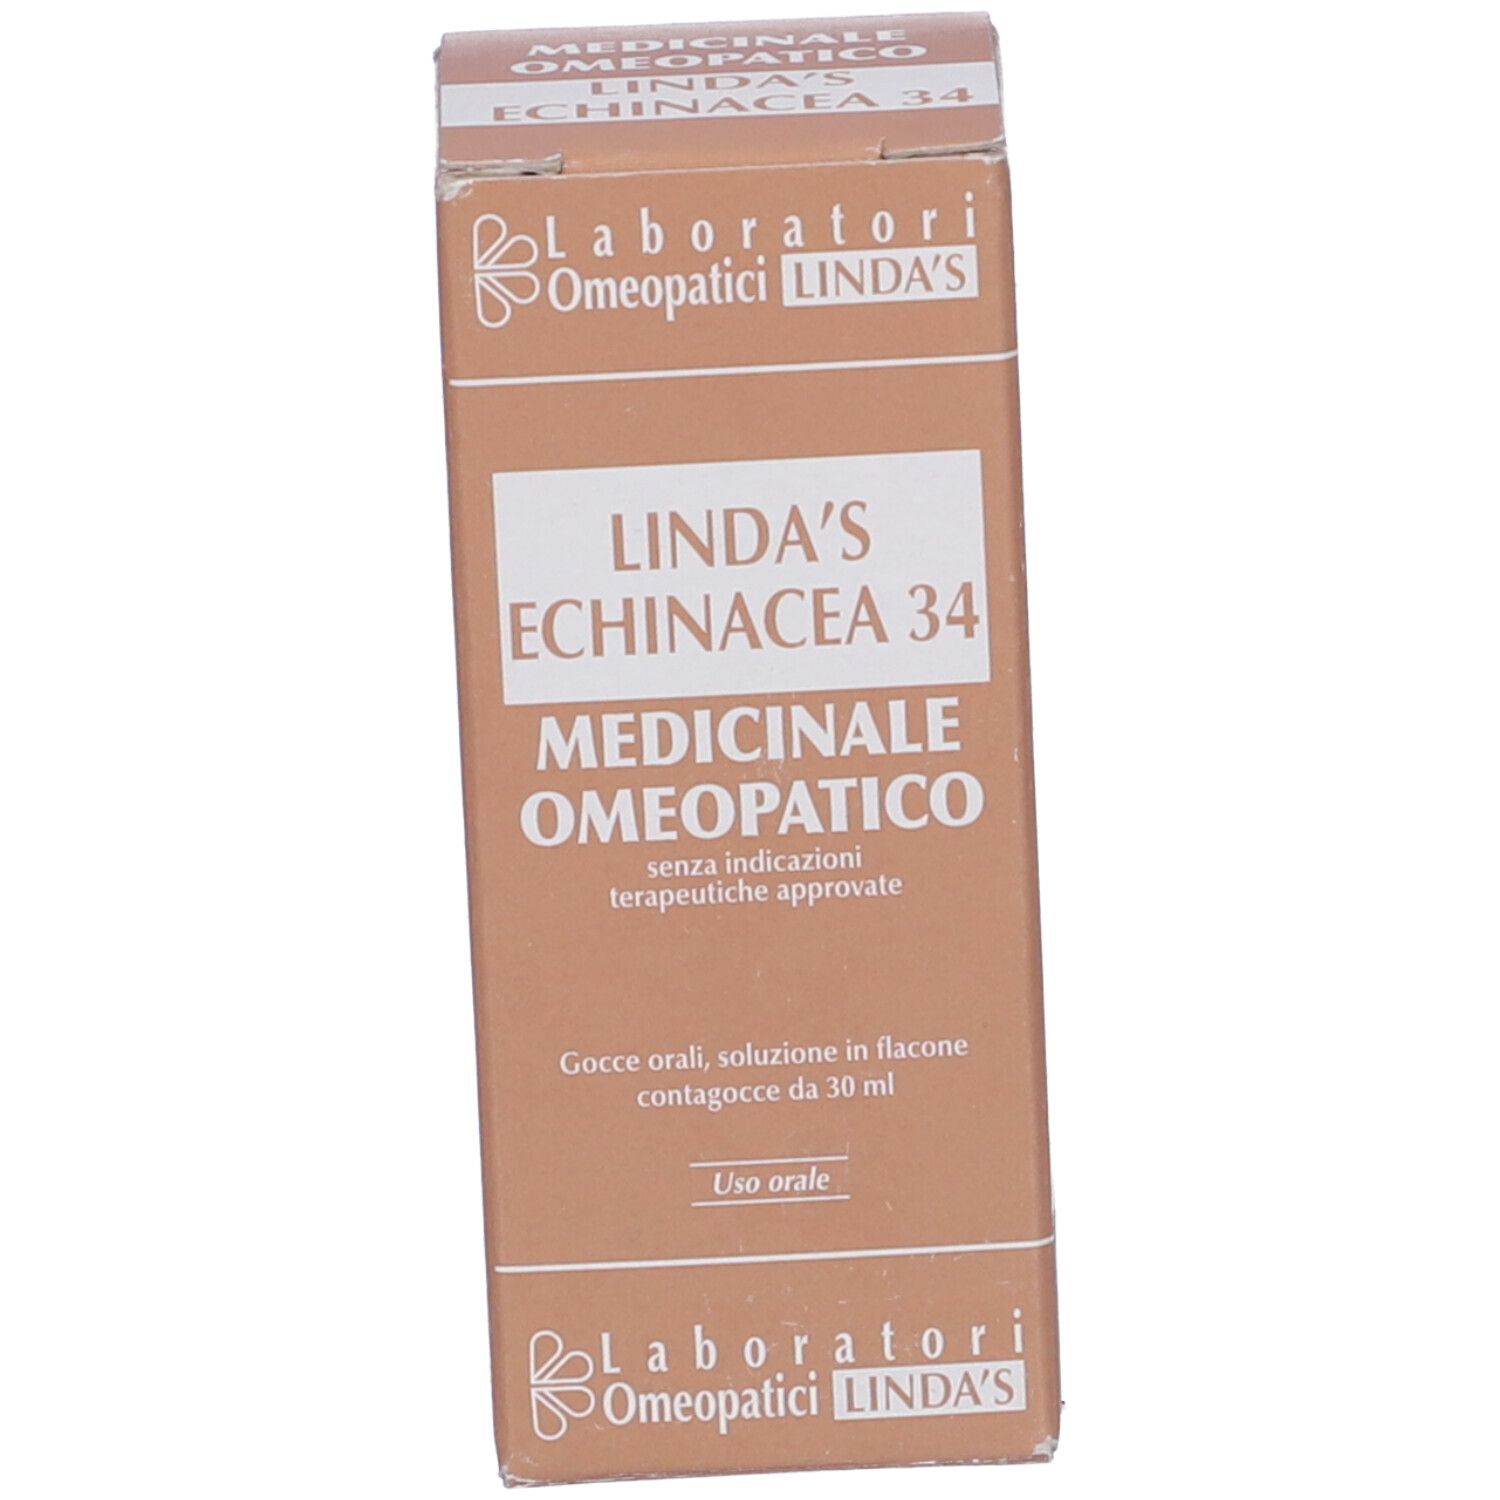 MEDICINALE
OMEOPATICO
LINDA'S
ECHINACEA 34
Laboratori
Omeopatici LINDA'S
LINDA'S
ECHINACEA 34
MEDICINALE
OMEOPATICO
senza indicazioni
terapeutiche approvate
Gocce orali, soluzione in flacone
contagocce da 30 ml
Uso orale
Laboratori
Omeopatici LINDA'S